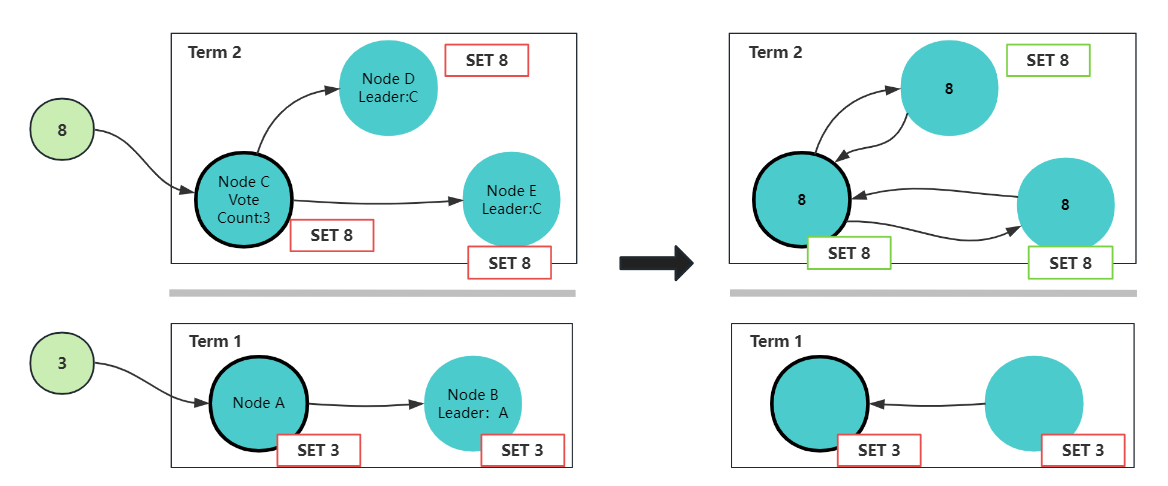 Term 2
SET 8
Node D
Leader:C
8
Node C
Vote
Count:3
Node E
Leader:C
SET 8
SET 8
Term 1
3
Node A
Node B
Leader: A
SET 3
SET 3
Term 2
SET 8
8
8
8
SET 8
SET 8
Term 1
SET 3
SET 3